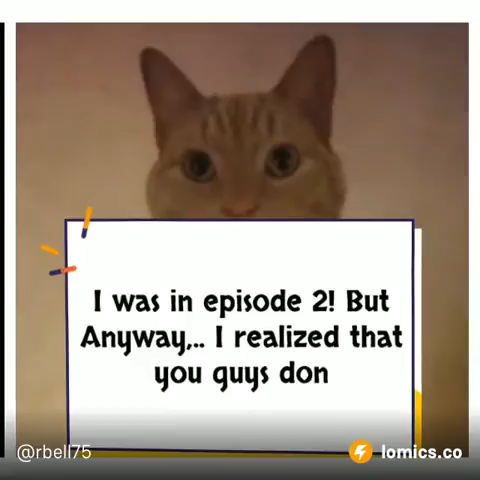 I was in episode 2! But
Anyway,.. I realized that
you guys don
@rbell75
lomics.co